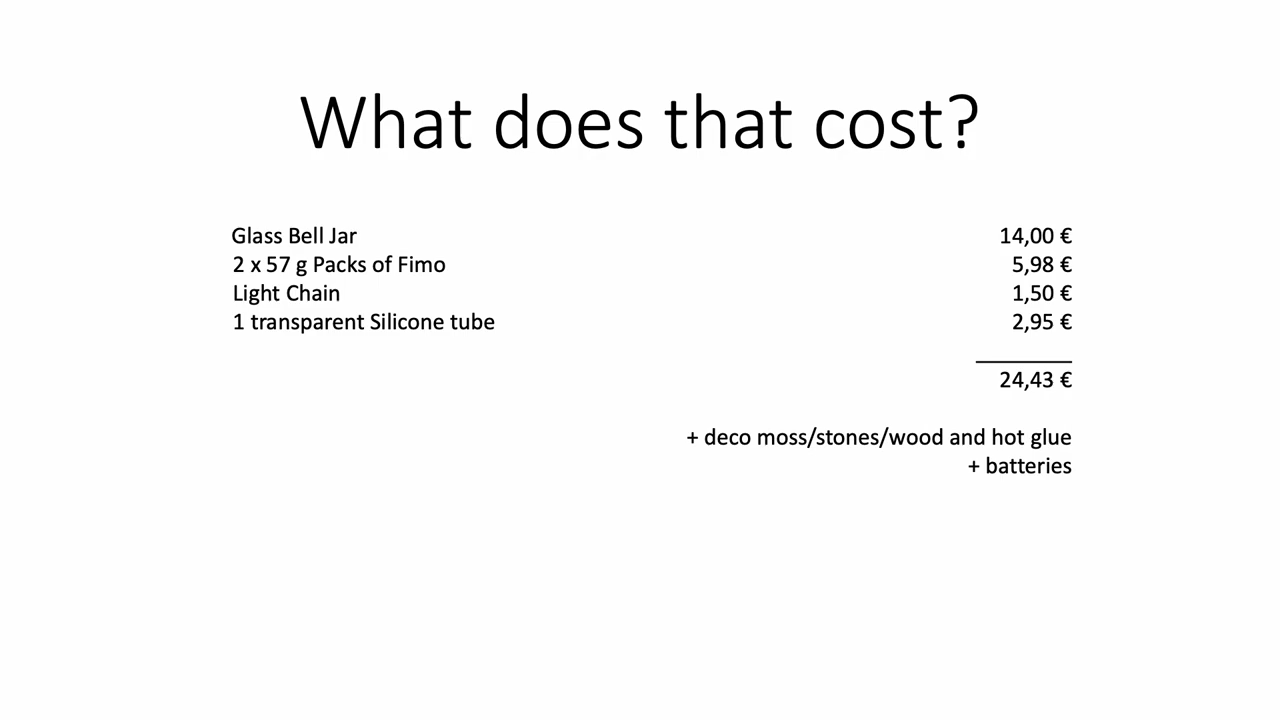 What does that cost?
Glass Bell Jar 14,00 €
2 x 57 g Packs of Fimo 5,98 €
Light Chain 1,50 €
1 transparent Silicone tube 2,95 €
24,43 €
+ deco moss/stones/wood and hot glue
+ batteries